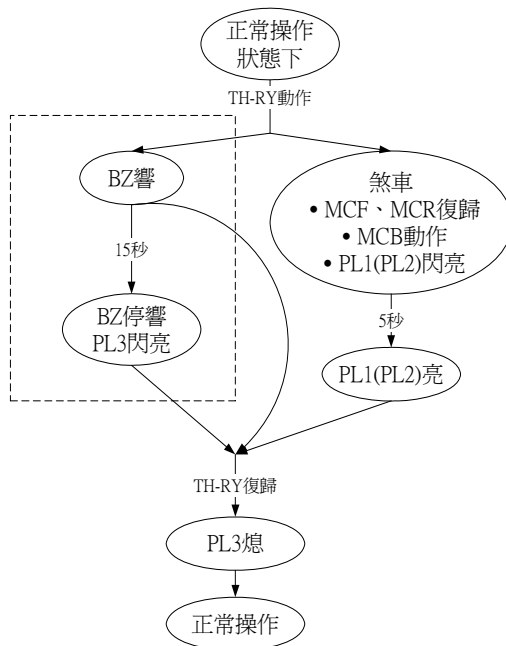 正常操作
狀態下
TH-RY動作
BZ響
煞車
• MCF、MCR復歸
• MCB動作
• PL1(PL2)閃亮
15秒
BZ停響
PL3閃亮
5秒
PL1(PL2)亮
TH-RY復歸
PL3熄
正常操作